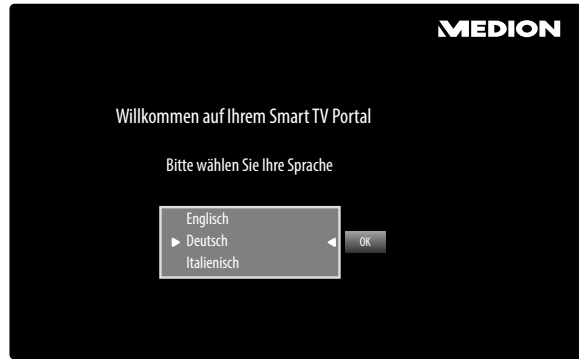 MEDION
Willkommen auf Ihrem Smart TV Portal
Bitte wählen Sie Ihre Sprache
Englisch
Deutsch OK
Italienisch